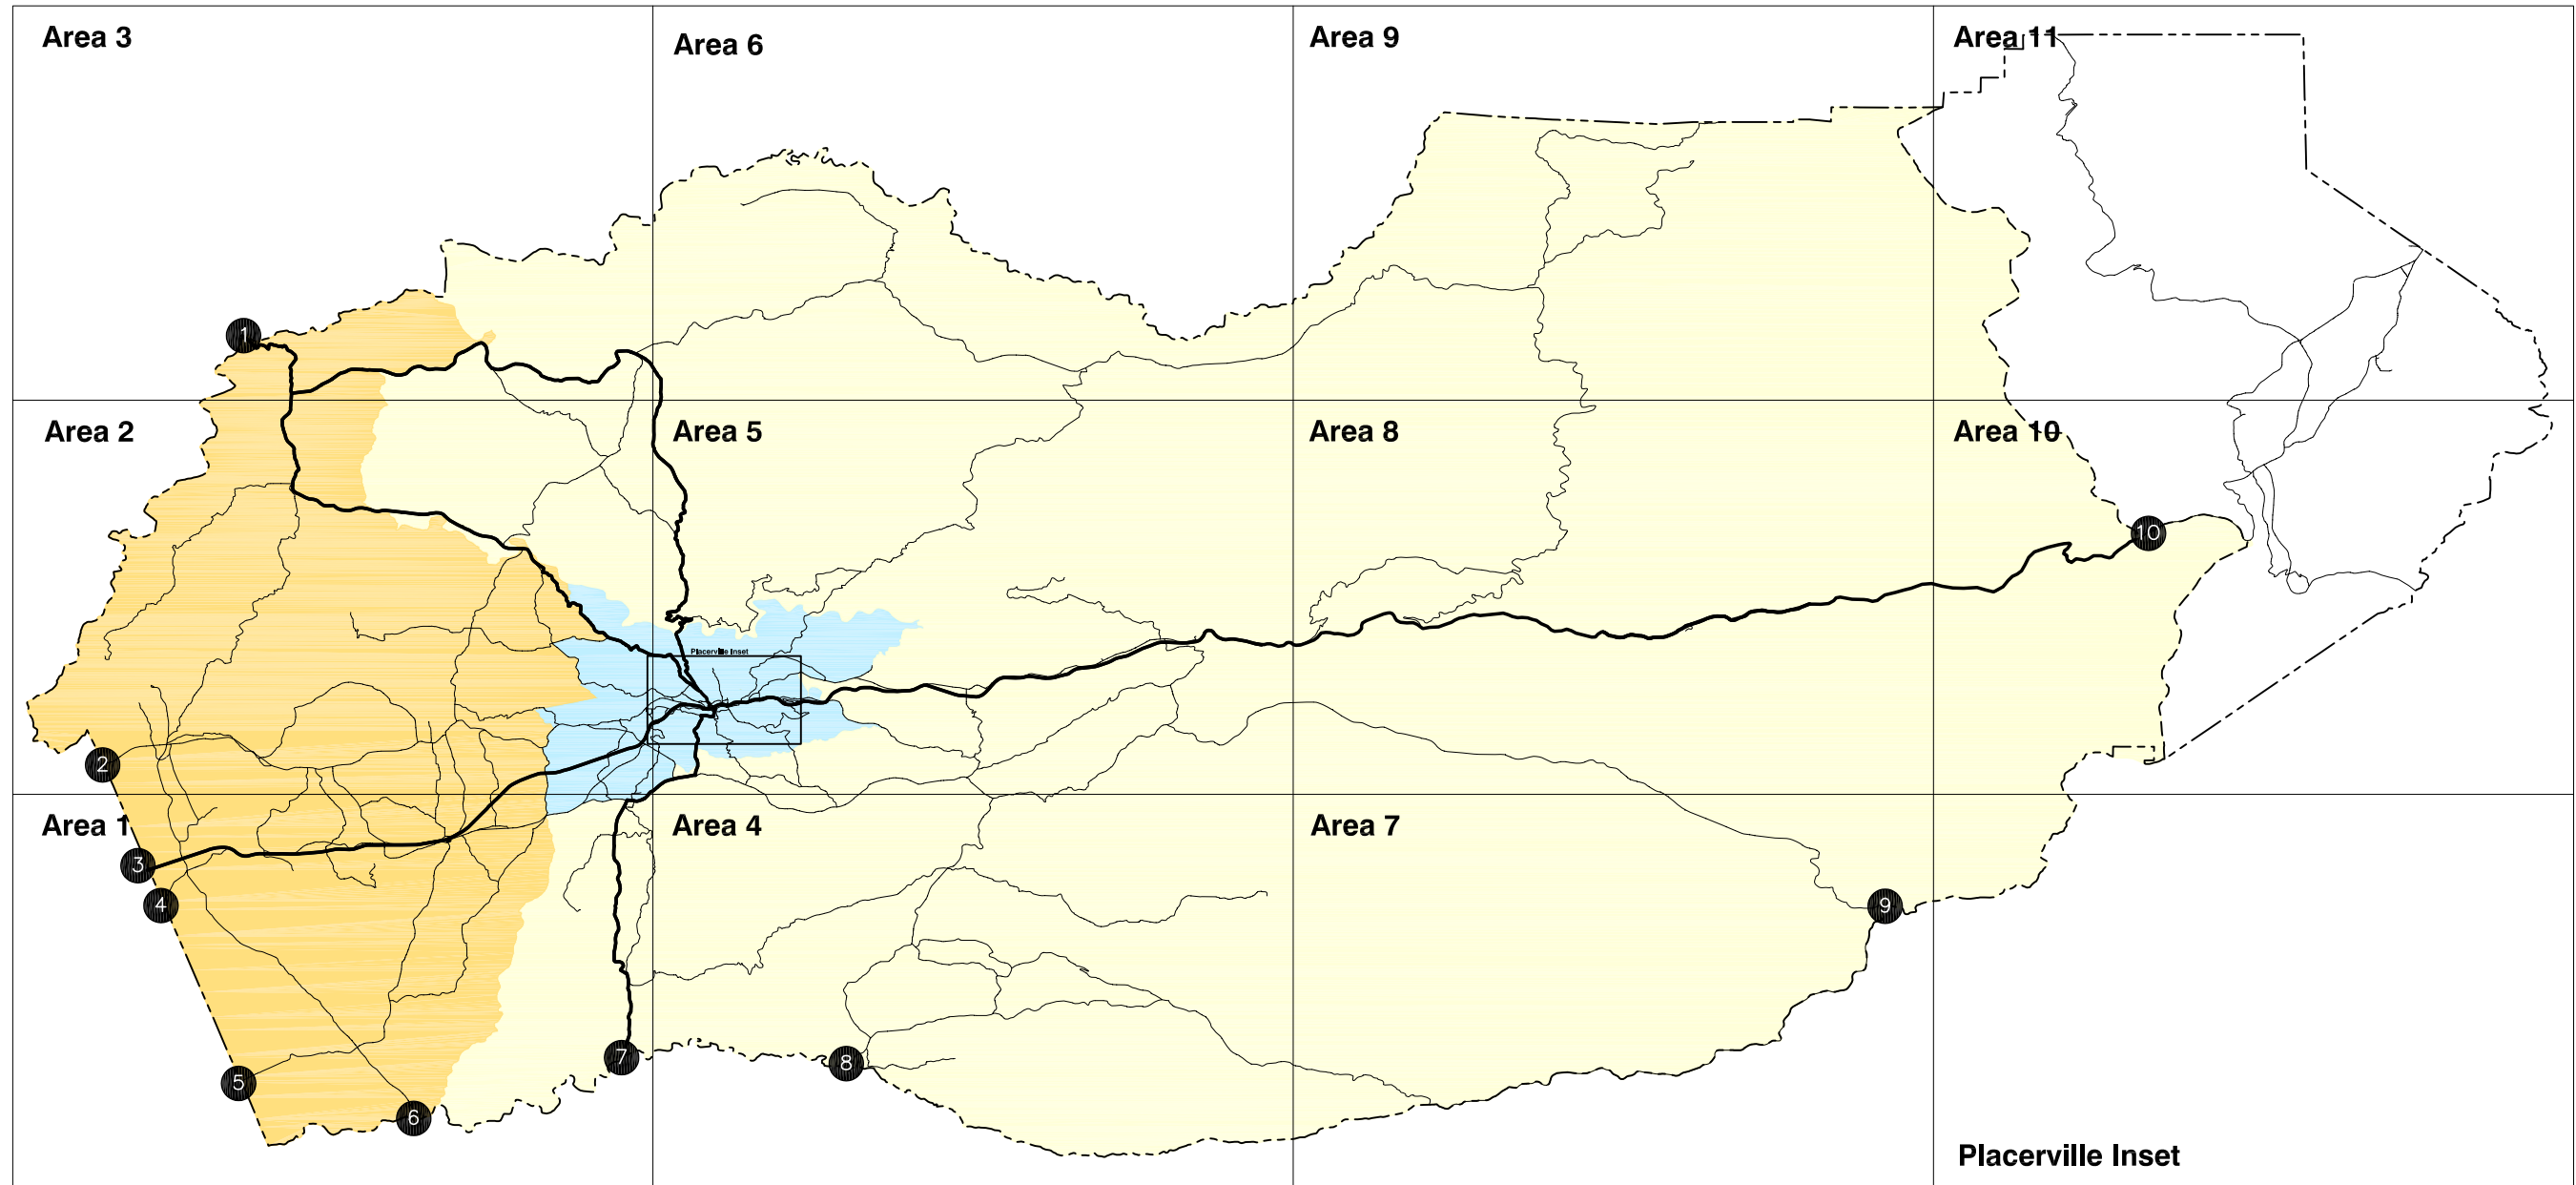 Area 3
Area 6
Area 9
Area 11
1
Area 2
Area 5
Area 8
Area 10
10
Placerville Inset
2
Area 1
Area 4
Area 7
3
4
9
7
8
5
6
Placerville Inset